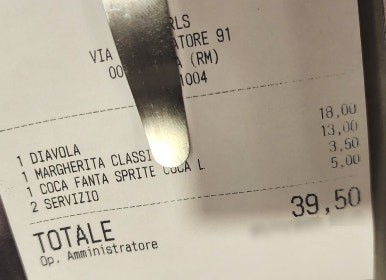 RLS
VIA ATORE 91
00 A (RM)
1004
1 DIAVOLA 18,00
1 MARGHERITA CLASSI 13,00
1 COCA FANTA SPRITE COCA L 3,50
2 SERVIZIO 5,00
TOTALE 39,50
Op. Amministratore